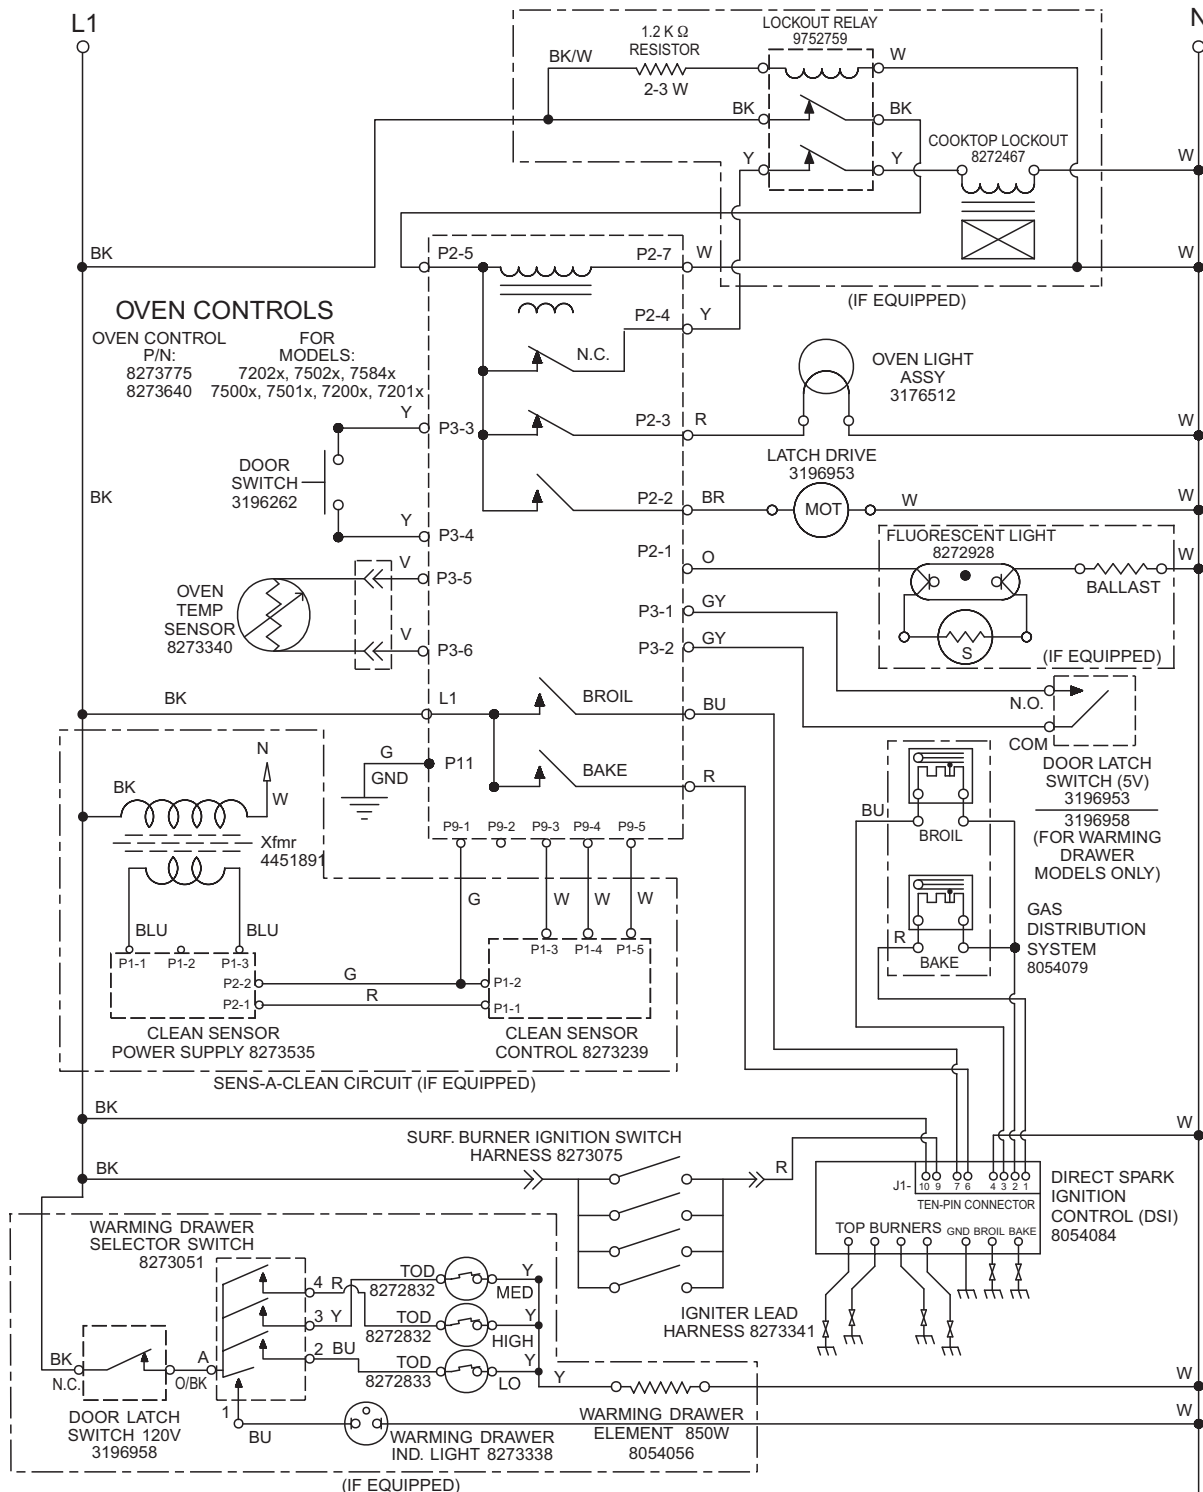 L1
N
1.2 K Ω
RESISTOR
2-3 W
LOCKOUT RELAY
9752759
BK/W
W
BK
BK
Y
Y
COOKTOP LOCKOUT
8272467
W
BK
P2-5
P2-7
W
W
(IF EQUIPPED)
OVEN CONTROLS
OVEN CONTROL
P/N:
8273775
8273640
FOR
MODELS:
7202x, 7502x, 7584x
7500x, 7501x, 7200x, 7201x
P2-4
Y
N.C.
OVEN LIGHT
ASSY
3176512
Y
P3-3
P2-3
R
W
DOOR
SWITCH
3196262
LATCH DRIVE
3196953
BK
P2-2
BR
MOT
W
W
Y
P3-4
FLUORESCENT LIGHT
8272928
P2-1
O
W
BALLAST
V
P3-5
OVEN
TEMP
SENSOR
8273340
P3-1
GY
V
P3-6
P3-2
GY
S
(IF EQUIPPED)
BK
L1
BROIL
BU
N.O.
COM
DOOR LATCH
SWITCH (5V)
3196953
3196958
(FOR WARMING
DRAWER
MODELS ONLY)
G
P11
GND
BAKE
R
N
BK
W
Xfmr
4451891
P9-1
P9-2
P9-3
P9-4
P9-5
BU
BROIL
G
W
W
W
BLU
BLU
R
BAKE
GAS
DISTRIBUTION
SYSTEM
8054079
P1-1
P1-2
P1-3
P2-2
P2-1
G
R
P1-3
P1-4
P1-5
P1-2
P1-1
CLEAN SENSOR
POWER SUPPLY 8273535
CLEAN SENSOR
CONTROL 8273239
SENS-A-CLEAN CIRCUIT (IF EQUIPPED)
BK
W
SURF. BURNER IGNITION SWITCH
HARNESS 8273075
BK
R
J1-
10 9 7 6 4 3 2 1
TEN-PIN CONNECTOR
TOP BURNERS
GND BROIL BAKE
DIRECT SPARK
IGNITION
CONTROL (DSI)
8054084
IGNITER LEAD
HARNESS 8273341
WARMING DRAWER
SELECTOR SWITCH
8273051
4 R
TOD
8272832
Y
MED
3 Y
TOD
8272832
Y
HIGH
2 BU
TOD
8272833
LO
Y
W
BK
N.C.
A
O/BK
DOOR LATCH
SWITCH 120V
3196958
1
BU
WARMING DRAWER
IND. LIGHT 8273338
WARMING DRAWER
ELEMENT 850W
8054056
W
(IF EQUIPPED)